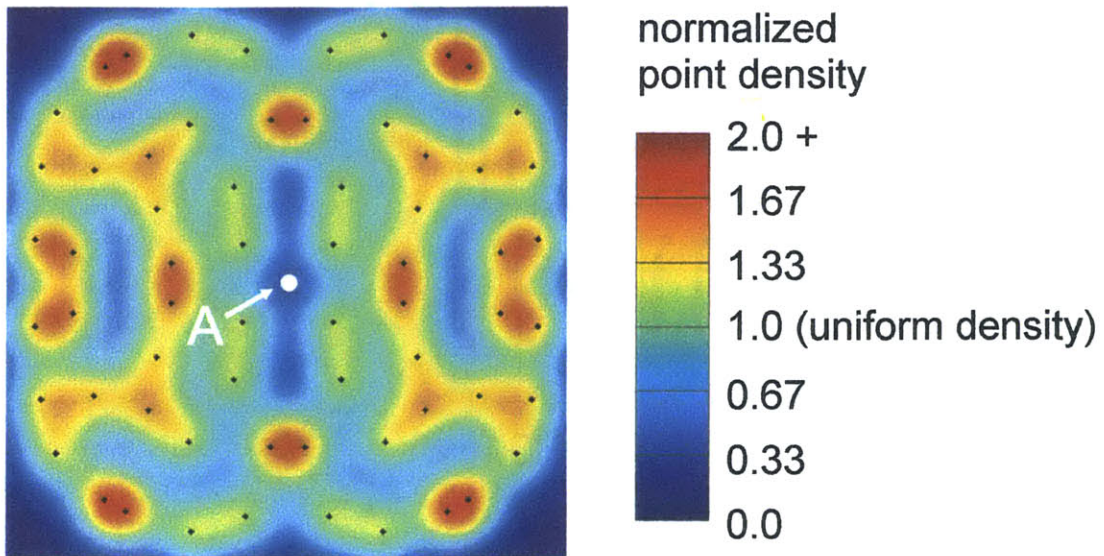 A
normalized
point density
2.0 +
1.67
1.33
1.0 (uniform density)
0.67
0.33
0.0